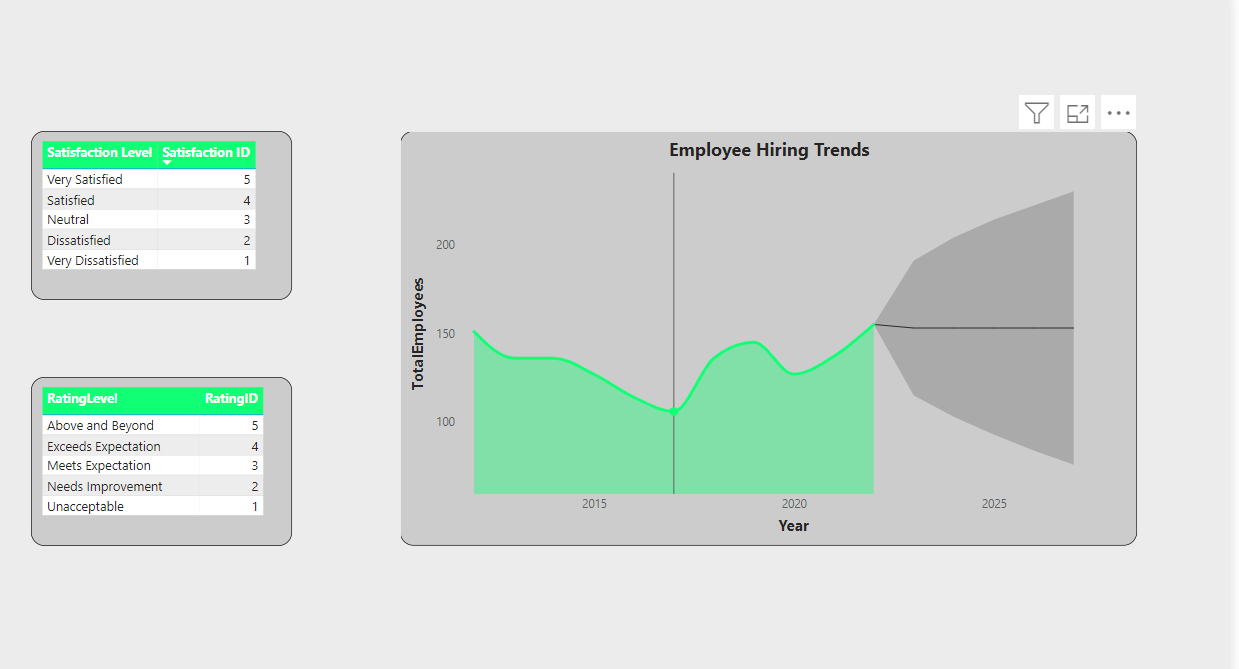 Satisfaction Level Satisfaction ID
Very Satisfied 5
Satisfied 4
Neutral 3
Dissatisfied 2
Very Dissatisfied 1
RatingLevel RatingID
Above and Beyond 5
Exceeds Expectation 4
Meets Expectation 3
Needs Improvement 2
Unacceptable 1
Employee Hiring Trends
TotalEmployees
200
150
100
2015 2020 2025
Year